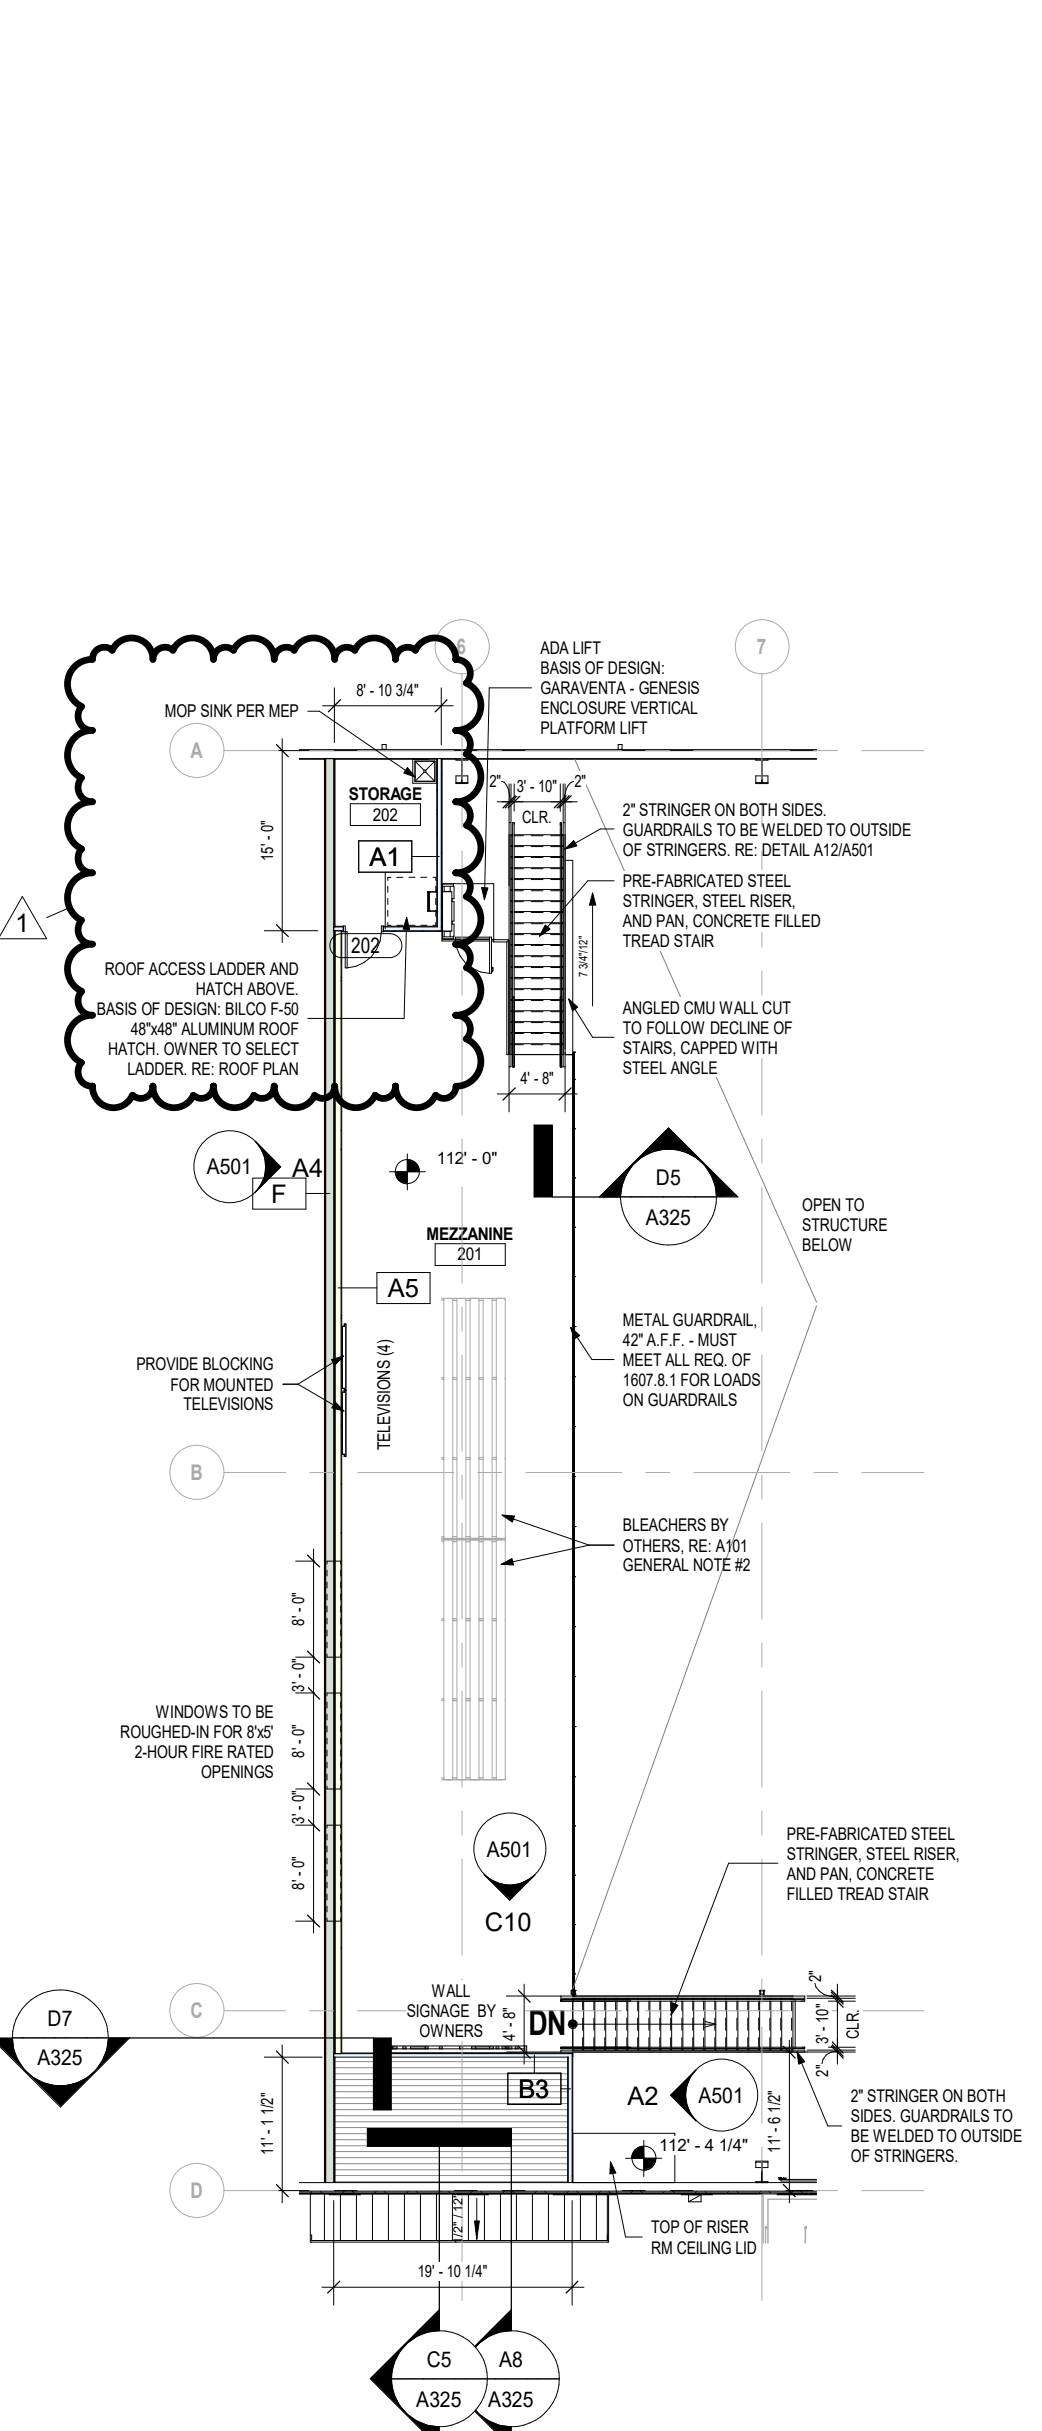 6
7
ADA LIFT
BASIS OF DESIGN:
GARAVENTA - GENESIS
ENCLOSURE VERTICAL
PLATFORM LIFT
8' - 10 3/4"
MOP SINK PER MEP
A
STORAGE
202
15' - 0"
A1
2"
3' - 10"
2"
CLR.
2" STRINGER ON BOTH SIDES.
GUARDRAILS TO BE WELDED TO OUTSIDE
OF STRINGERS. RE: DETAIL A12/A501
PRE-FABRICATED STEEL
STRINGER, STEEL RISER,
AND PAN, CONCRETE FILLED
TREAD STAIR
1
202
7 3/4"/12"
ROOF ACCESS LADDER AND
HATCH ABOVE.
BASIS OF DESIGN: BILCO F-50
48"x48" ALUMINUM ROOF
HATCH. OWNER TO SELECT
LADDER. RE: ROOF PLAN
ANGLED CMU WALL CUT
TO FOLLOW DECLINE OF
STAIRS, CAPPED WITH
STEEL ANGLE
4' - 8"
A501
A4
F
112' - 0"
D5
A325
OPEN TO
STRUCTURE
BELOW
MEZZANINE
201
A5
METAL GUARDRAIL,
42" A.F.F. - MUST
MEET ALL REQ. OF
1607.8.1 FOR LOADS
ON GUARDRAILS
PROVIDE BLOCKING
FOR MOUNTED
TELEVISIONS
TELEVISIONS (4)
B
BLEACHERS BY
OTHERS, RE: A101
GENERAL NOTE #2
8' - 0"
3' - 0"
8' - 0"
3' - 0"
8' - 0"
WINDOWS TO BE
ROUGHED-IN FOR 8'x5'
2-HOUR FIRE RATED
OPENINGS
A501
C10
PRE-FABRICATED STEEL
STRINGER, STEEL RISER,
AND PAN, CONCRETE
FILLED TREAD STAIR
C
WALL
SIGNAGE BY
OWNERS
4' - 8"
DN
2"
3' - 10"
CLR.
2"
D7
A325
B3
A2
A501
2" STRINGER ON BOTH
SIDES. GUARDRAILS TO
BE WELDED TO OUTSIDE
OF STRINGERS.
11' - 1 1/2"
112' - 4 1/4"
11' - 6 1/2"
D
1/2" / 12"
TOP OF RISER
RM CEILING LID
19' - 10 1/4"
C5
A325
A8
A325